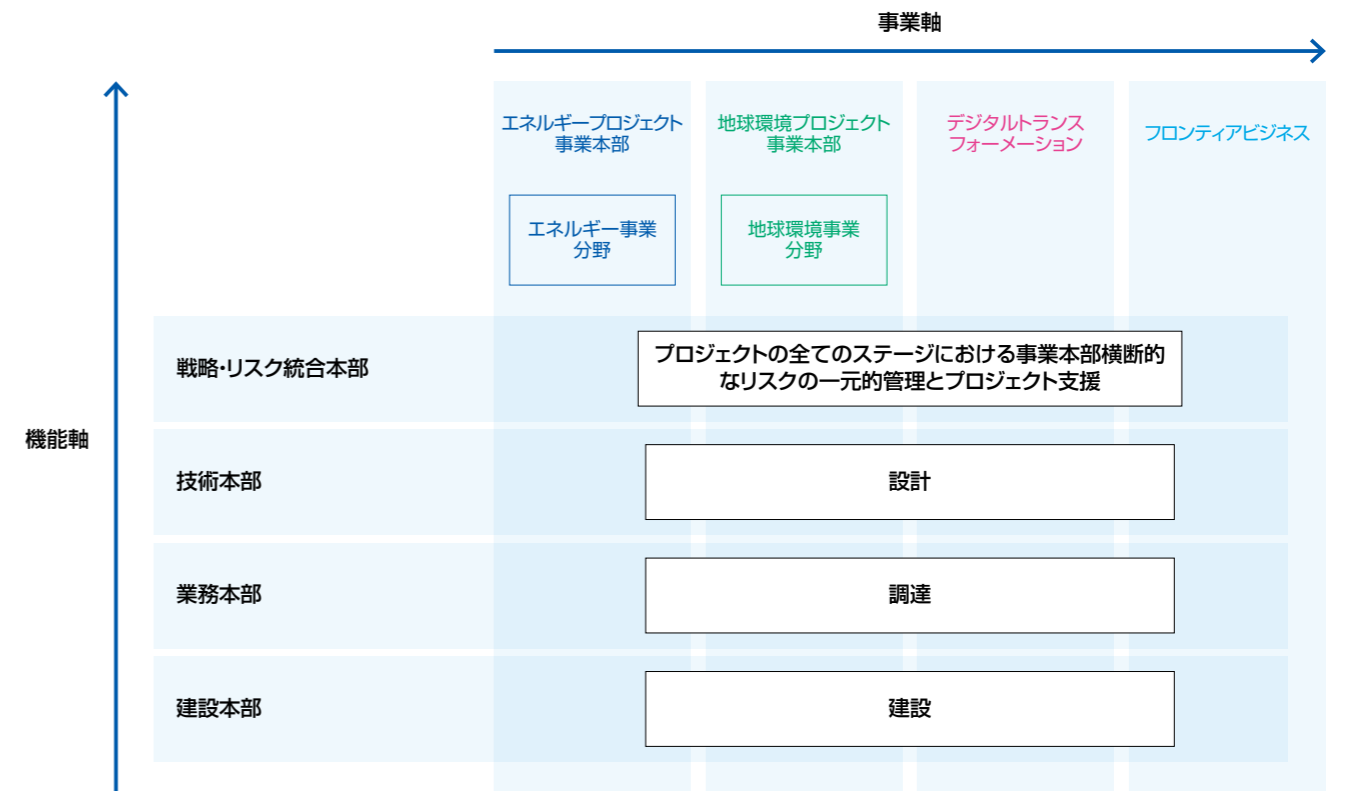 事業軸
エネルギープロジェクト
事業本部
地球環境プロジェクト
事業本部
デジタルトランス
フォーメーション
フロンティアビジネス
エネルギー事業
分野
地球環境事業
分野
機能軸
戦略・リスク統合本部
プロジェクトの全てのステージにおける事業本部横断的
なリスクの一元的管理とプロジェクト支援
技術本部
設計
業務本部
調達
建設本部
建設